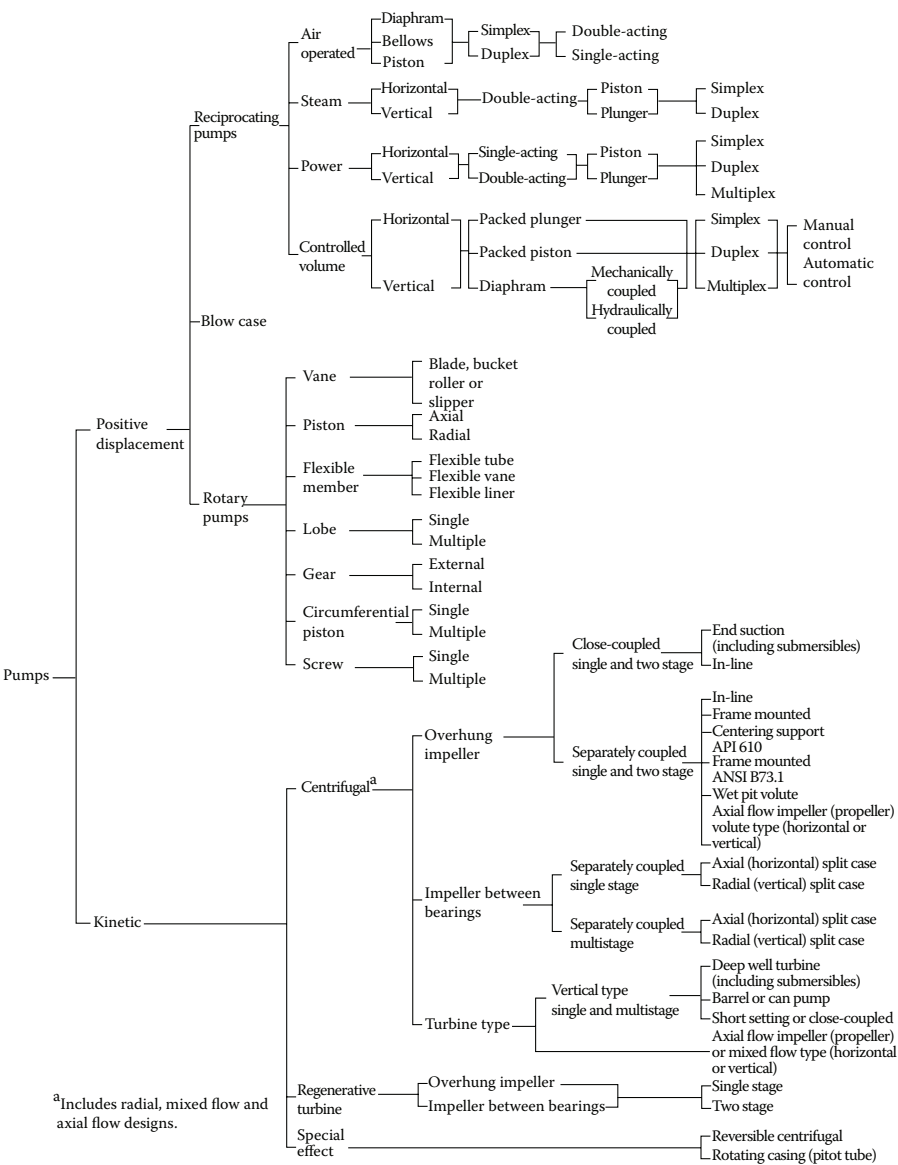 Pumps
Positive
displacement
Reciprocating
pumps
Air
operated
Diaphram
Bellows
Piston
Simplex
Duplex
Double-acting
Single-acting
Steam
Horizontal
Vertical
Double-acting
Piston
Plunger
Simplex
Duplex
Power
Horizontal
Vertical
Single-acting
Double-acting
Piston
Plunger
Simplex
Duplex
Multiplex
Controlled
volume
Horizontal
Vertical
Packed plunger
Packed piston
Diaphram
Mechanically
coupled
Hydraulically
coupled
Simplex
Duplex
Multiplex
Manual
control
Automatic
control
Blow case
Rotary
pumps
Vane
Blade, bucket
roller or
slipper
Piston
Axial
Radial
Flexible
member
Flexible tube
Flexible vane
Flexible liner
Lobe
Single
Multiple
Gear
External
Internal
Circumferential
piston
Single
Multiple
Screw
Single
Multiple
Kinetic
Centrifugalᵃ
Overhung
impeller
Close-coupled
single and two stage
End suction
(including submersibles)
In-line
Separately coupled
single and two stage
In-line
Frame mounted
Centering support
API 610
Frame mounted
ANSI B73.1
Wet pit volute
Axial flow impeller (propeller)
volute type (horizontal or
vertical)
Impeller between
bearings
Separately coupled
single stage
Axial (horizontal) split case
Radial (vertical) split case
Separately coupled
multistage
Axial (horizontal) split case
Radial (vertical) split case
Turbine type
Vertical type
single and multistage
Deep well turbine
(including submersibles)
Barrel or can pump
Short setting or close-coupled
Axial flow impeller (propeller)
or mixed flow type (horizontal
or vertical)
Regenerative
turbine
Overhung impeller
Impeller between bearings
Single stage
Two stage
Special
effect
Reversible centrifugal
Rotating casing (pitot tube)
ᵃIncludes radial, mixed flow and
axial flow designs.